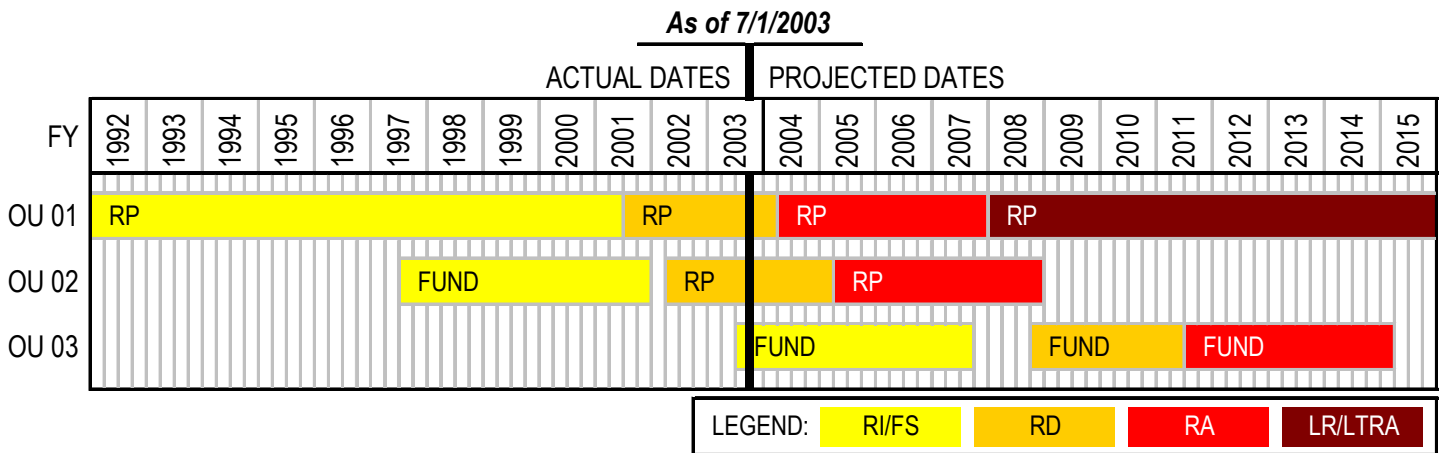 As of 7/1/2003
ACTUAL DATES PROJECTED DATES
FY 1992 1993 1994 1995 1996 1997 1998 1999 2000 2001 2002 2003 2004 2005 2006 2007 2008 2009 2010 2011 2012 2013 2014 2015
OU 01 RP RP RP RP
OU 02 FUND RP RP
OU 03 FUND FUND FUND
LEGEND: RI/FS RD RA LR/LTRA